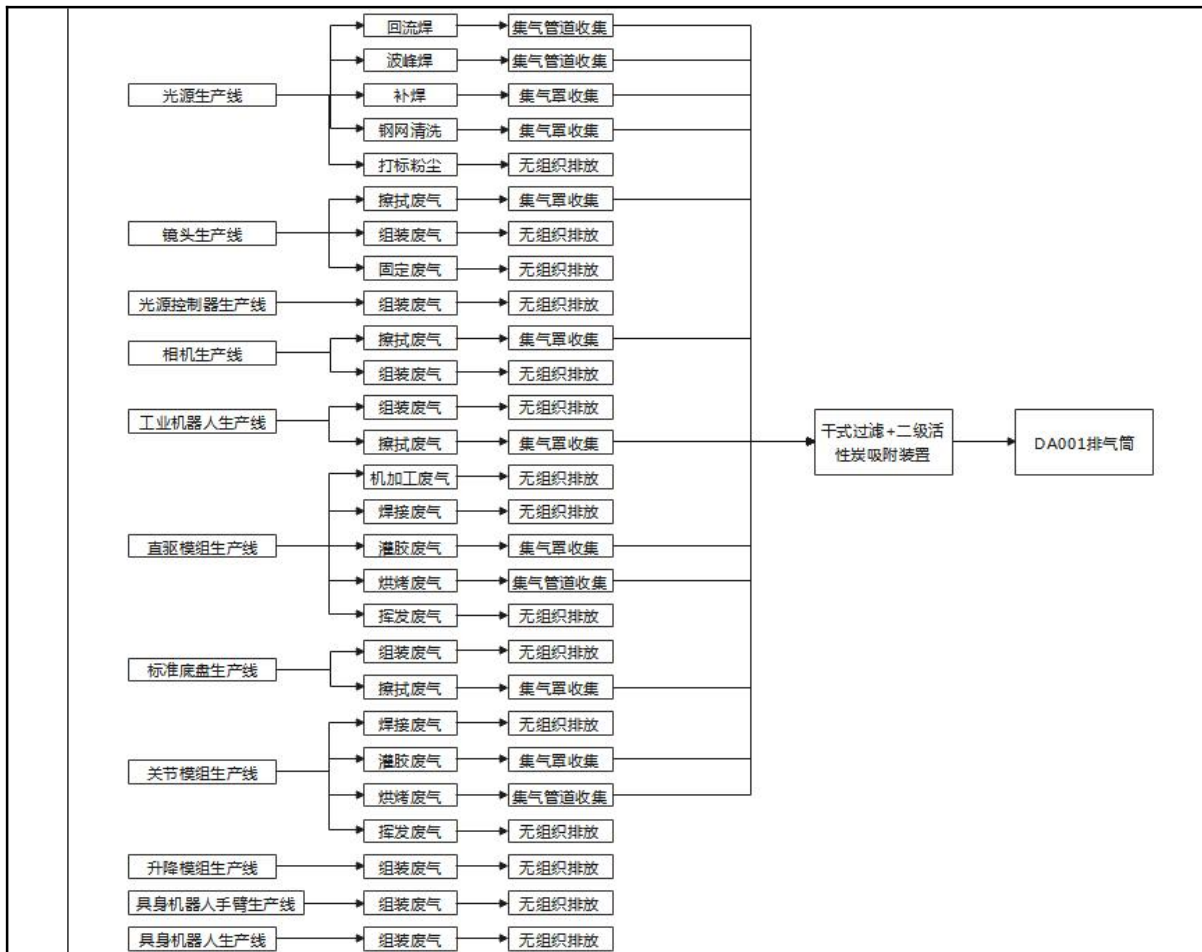 回流焊
集气管道收集
波峰焊
集气管道收集
光源生产线
补焊
集气罩收集
钢网清洗
集气罩收集
打标粉尘
无组织排放
擦拭废气
集气罩收集
镜头生产线
组装废气
无组织排放
固定废气
无组织排放
光源控制器生产线
组装废气
无组织排放
相机生产线
擦拭废气
集气罩收集
组装废气
无组织排放
工业机器人生产线
组装废气
无组织排放
擦拭废气
集气罩收集
干式过滤+二级活
性炭吸附装置
DA001排气筒
机加工废气
无组织排放
焊接废气
无组织排放
直驱模组生产线
灌胶废气
集气罩收集
烘烤废气
集气管道收集
挥发废气
无组织排放
标准底盘生产线
组装废气
无组织排放
擦拭废气
集气罩收集
焊接废气
无组织排放
关节模组生产线
灌胶废气
集气罩收集
烘烤废气
集气管道收集
挥发废气
无组织排放
升降模组生产线
组装废气
无组织排放
具身机器人手臂生产线
组装废气
无组织排放
具身机器人生产线
组装废气
无组织排放